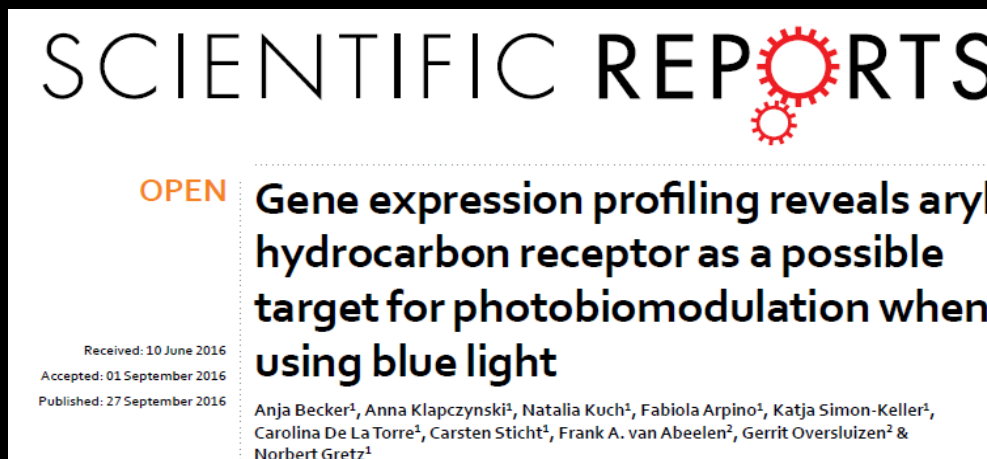 SCIENTIFIC REPORTS
OPEN
Gene expression profiling reveals aryl
hydrocarbon receptor as a possible
target for photobiomodulation when
using blue light
Received: 10 June 2016
Accepted: 01 September 2016
Published: 27 September 2016
Anja Becker¹, Anna Klapczynski¹, Natalia Kuch¹, Fabiola Arpino¹, Katja Simon-Keller¹,
Carolina De La Torre¹, Carsten Sticht¹, Frank A. van Abeelen², Gerrit Oversluizen² &
Norbert Gretz¹